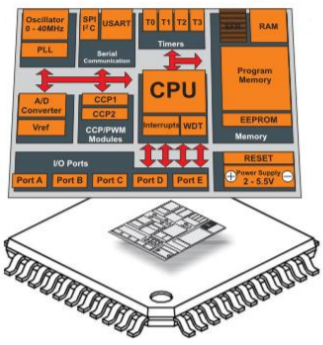 Oscillator
0 - 40MHz
PLL
SPI
I²C
USART
Serial
Communication
T0 T1 T2 T3
Timers
SFR
RAM
Program
Memory
EEPROM
Memory
A/D
Converter
Vref
CCP1
CCP2
CCP/PWM
Modules
CPU
Interrupts
WDT
I/O Ports
Port A Port B Port C Port D Port E
RESET
Power Supply
2 - 5.5V